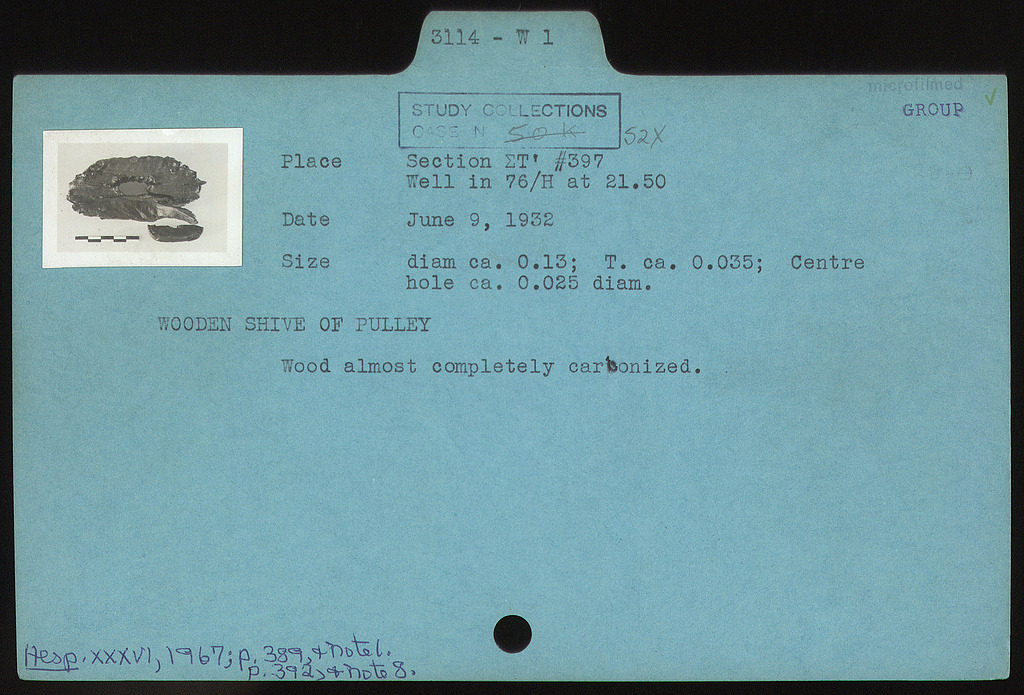 3114 - W 1
microfilmed
GROUP
STUDY COLLECTIONS
CASE N 50 K 52X
Place Section ΣΤ' #397
Well in 76/H at 21.50
Date June 9, 1932
Size diam ca. 0.13; T. ca. 0.035; Centre
hole ca. 0.025 diam.
WOODEN SHIVE OF PULLEY
Wood almost completely carbonized.
Hesp. XXXVI, 1967; p. 389, & note 1.
p. 392, & note 8.